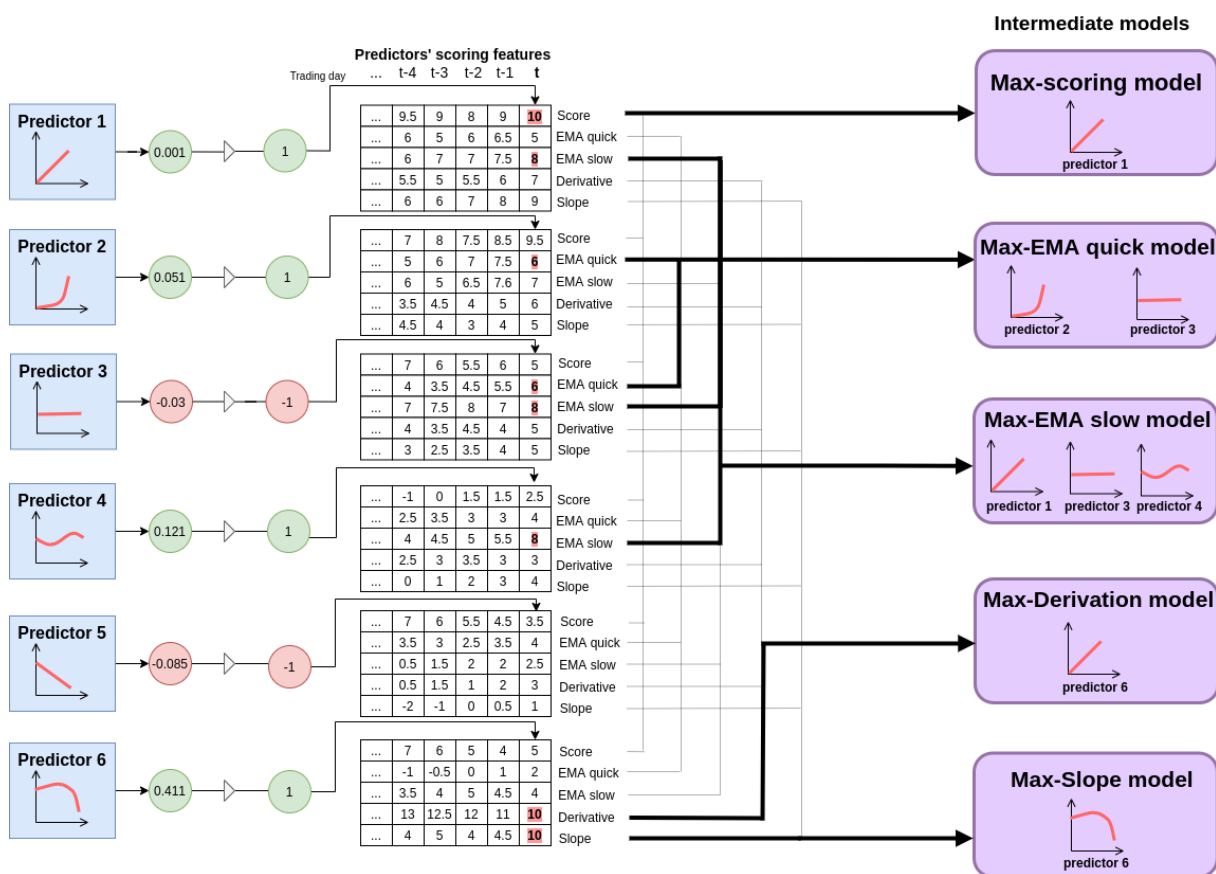 Intermediate models
Predictors' scoring features
Trading day ... t-4 t-3 t-2 t-1 t
Predictor 1
0.001
1
... 9.5 9 8 9 10 Score
... 6 5 6 6.5 5 EMA quick
... 6 7 7 7.5 8 EMA slow
... 5.5 5 5.5 6 7 Derivative
... 6 6 7 8 9 Slope
Predictor 2
0.051
1
... 7 8 7.5 8.5 9.5 Score
... 5 6 7 7.5 6 EMA quick
... 6 5 6.5 7.6 7 EMA slow
... 3.5 4.5 4 5 6 Derivative
... 4.5 4 3 4 5 Slope
Predictor 3
-0.03
-1
... 7 6 5.5 6 5 Score
... 4 3.5 4.5 5.5 6 EMA quick
... 7 7.5 8 7 8 EMA slow
... 4 3.5 4.5 4 5 Derivative
... 3 2.5 3.5 4 5 Slope
Predictor 4
0.121
1
... -1 0 1.5 1.5 2.5 Score
... 2.5 3.5 3 3 4 EMA quick
... 4 4.5 5 5.5 8 EMA slow
... 2.5 3 3.5 3 3 Derivative
... 0 1 2 3 4 Slope
Predictor 5
-0.085
-1
... 7 6 5.5 4.5 3.5 Score
... 3.5 3 2.5 3.5 4 EMA quick
... 0.5 1.5 2 2 2.5 EMA slow
... 0.5 1.5 1 2 3 Derivative
... -2 -1 0 0.5 1 Slope
Predictor 6
0.411
1
... 7 6 5 4 5 Score
... -1 -0.5 0 1 2 EMA quick
... 3.5 4 5 4.5 4 EMA slow
... 13 12.5 12 11 10 Derivative
... 4 5 4 4.5 10 Slope
Max-scoring model
predictor 1
Max-EMA quick model
predictor 2 predictor 3
Max-EMA slow model
predictor 1 predictor 3 predictor 4
Max-Derivation model
predictor 6
Max-Slope model
predictor 6